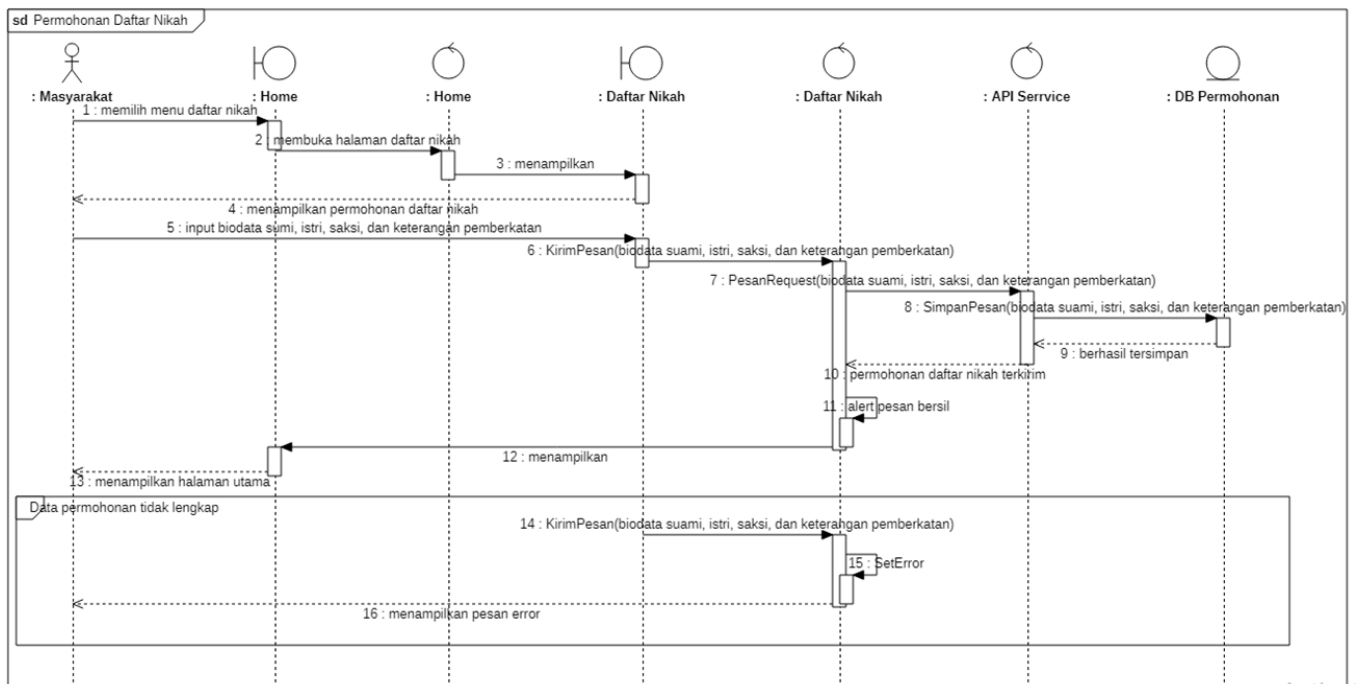 sd Permohonan Daftar Nikah
: Masyarakat
: Home
: Home
: Daftar Nikah
: Daftar Nikah
: API Serrvice
: DB Permohonan
1 : memilih menu daftar nikah
2 : membuka halaman daftar nikah
3 : menampilkan
4 : menampilkan permohonan daftar nikah
5 : input biodata sumi, istri, saksi, dan keterangan pemberkatan
6 : KirimPesan(biodata suami, istri, saksi, dan keterangan pemberkatan)
7 : PesanRequest(biodata suami, istri, saksi, dan keterangan pemberkatan)
8 : SimpanPesan(biodata suami, istri, saksi, dan keterangan pemberkatan)
9 : berhasil tersimpan
10 : permohonan daftar nikah terkirim
11 : alert pesan bersil
12 : menampilkan
13 : menampilkan halaman utama
Data permohonan tidak lengkap
14 : KirimPesan(biodata suami, istri, saksi, dan keterangan pemberkatan)
15 : SetError
16 : menampilkan pesan error